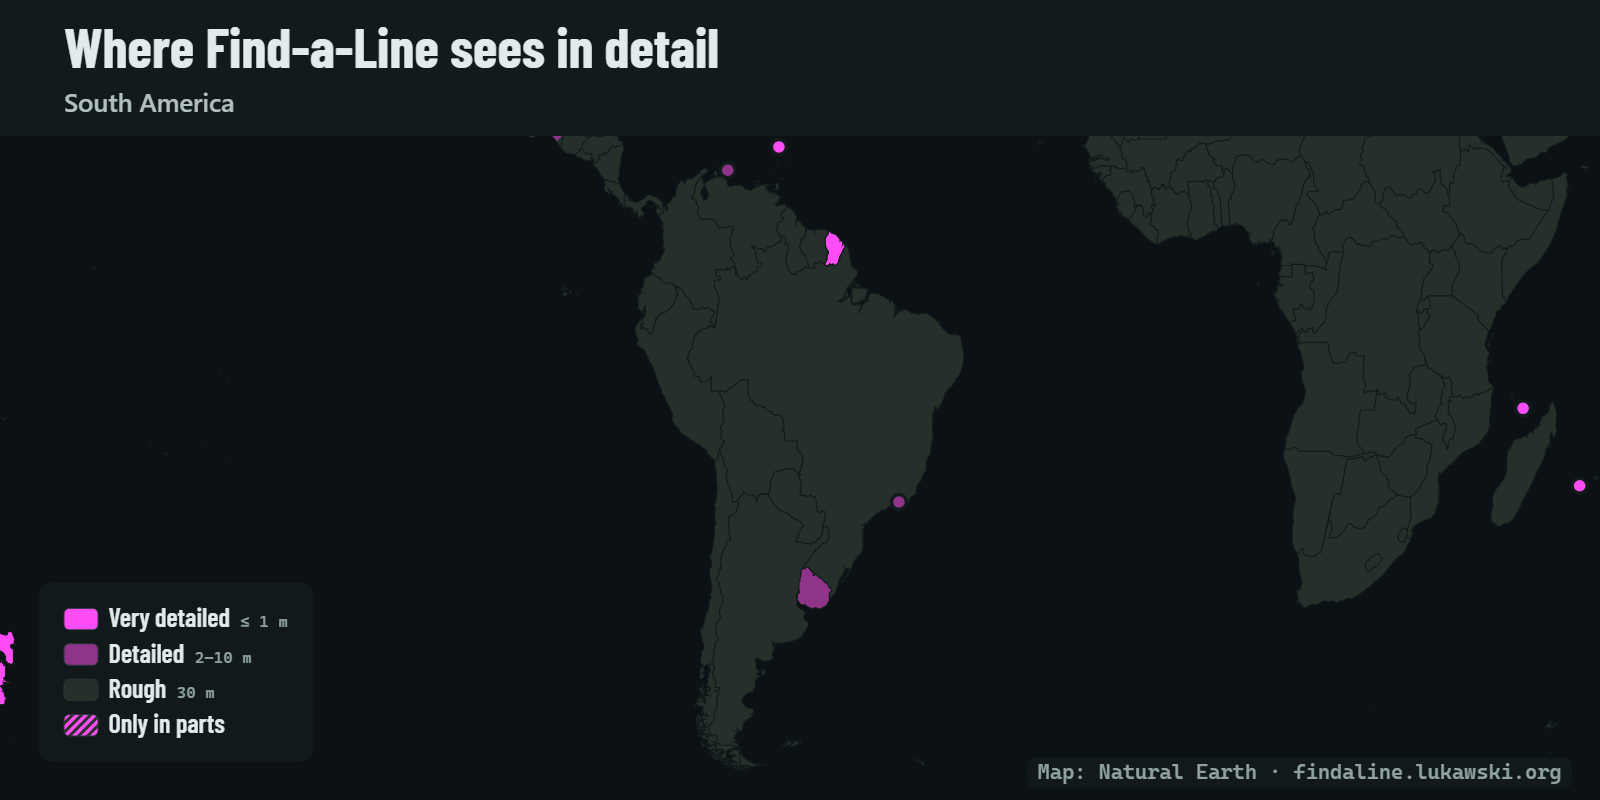 Where Find-a-Line sees in detail
South America
Very detailed ≤ 1 m
Detailed 2–10 m
Rough 30 m
Only in parts
Map: Natural Earth · findaline.lukawski.org